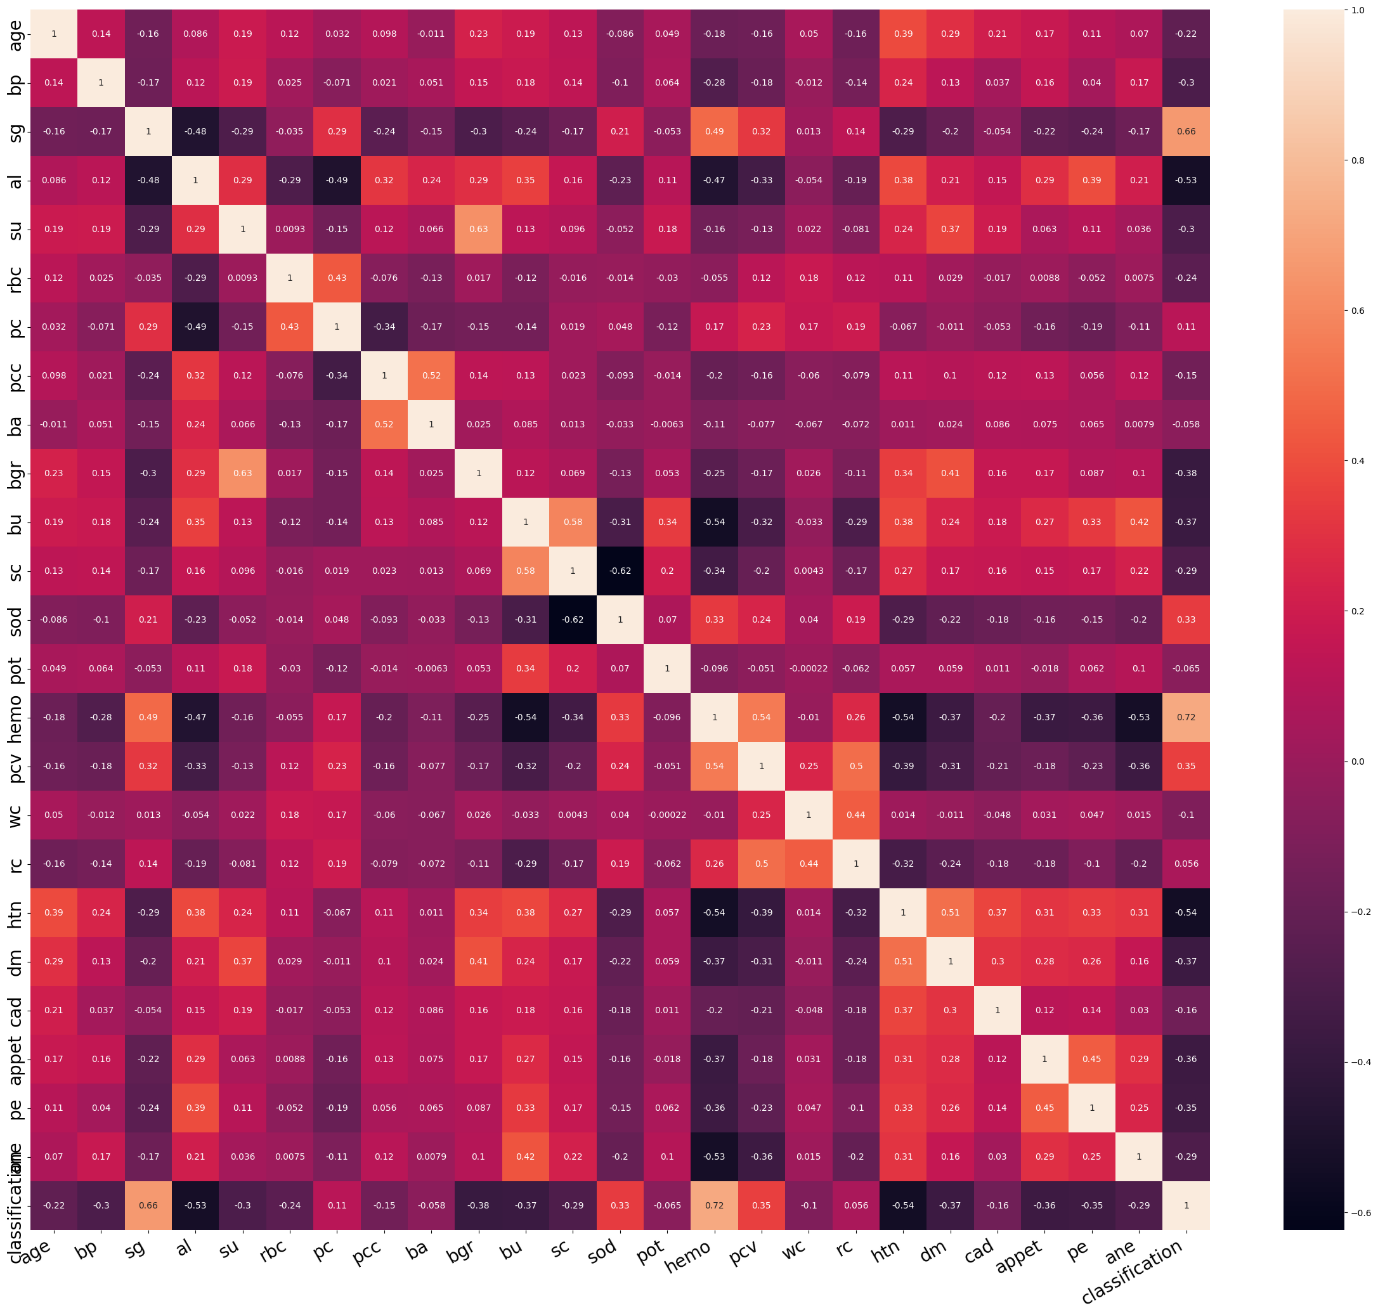 age 1 0.14 -0.16 0.086 0.19 0.12 0.032 0.098 -0.011 0.23 0.19 0.13 -0.086 0.049 -0.18 -0.16 0.05 -0.16 0.39 0.29 0.21 0.17 0.11 0.07 -0.22
bp 0.14 1 -0.17 0.12 0.19 0.025 -0.071 0.021 0.051 0.15 0.18 0.14 -0.1 0.064 -0.28 -0.18 -0.012 -0.14 0.24 0.13 0.037 0.16 0.04 0.17 -0.3
sg -0.16 -0.17 1 -0.48 -0.29 -0.035 0.29 -0.24 -0.15 -0.3 -0.24 -0.17 0.21 -0.053 0.49 0.32 0.013 0.14 -0.29 -0.2 -0.054 -0.22 -0.24 -0.17 0.66
al 0.086 0.12 -0.48 1 0.29 -0.29 -0.49 0.32 0.24 0.29 0.35 0.16 -0.23 0.11 -0.47 -0.33 -0.054 -0.19 0.38 0.21 0.15 0.29 0.39 0.21 -0.53
su 0.19 0.19 -0.29 0.29 1 0.0093 -0.15 0.12 0.066 0.63 0.13 0.096 -0.052 0.18 -0.16 -0.13 0.022 -0.081 0.24 0.37 0.19 0.063 0.11 0.036 -0.3
rbc 0.12 0.025 -0.035 -0.29 0.0093 1 0.43 -0.076 -0.13 0.017 -0.12 -0.016 -0.014 -0.03 -0.055 0.12 0.18 0.12 0.11 0.029 -0.017 0.0088 -0.052 0.0075 -0.24
pc 0.032 -0.071 0.29 -0.49 -0.15 0.43 1 -0.34 -0.17 -0.15 -0.14 0.019 0.048 -0.12 0.17 0.23 0.17 0.19 -0.067 -0.011 -0.053 -0.16 -0.19 -0.11 0.11
pcc 0.098 0.021 -0.24 0.32 0.12 -0.076 -0.34 1 0.52 0.14 0.13 0.023 -0.093 -0.014 -0.2 -0.16 -0.06 -0.079 0.11 0.1 0.12 0.13 0.056 0.12 -0.15
ba -0.011 0.051 -0.15 0.24 0.066 -0.13 -0.17 0.52 1 0.025 0.085 0.013 -0.033 -0.0063 -0.11 -0.077 -0.067 -0.072 0.011 0.024 0.086 0.075 0.065 0.0079 -0.058
bgr 0.23 0.15 -0.3 0.29 0.63 0.017 -0.15 0.14 0.025 1 0.12 0.069 -0.13 0.053 -0.25 -0.17 0.026 -0.11 0.34 0.41 0.16 0.17 0.087 0.1 -0.38
bu 0.19 0.18 -0.24 0.35 0.13 -0.12 -0.14 0.13 0.085 0.12 1 0.58 -0.31 0.34 -0.54 -0.32 -0.033 -0.29 0.38 0.24 0.18 0.27 0.33 0.42 -0.37
sc 0.13 0.14 -0.17 0.16 0.096 -0.016 0.019 0.023 0.013 0.069 0.58 1 -0.62 0.2 -0.34 -0.2 0.0043 -0.17 0.27 0.17 0.16 0.15 0.17 0.22 -0.29
sod -0.086 -0.1 0.21 -0.23 -0.052 -0.014 0.048 -0.093 -0.033 -0.13 -0.31 -0.62 1 0.07 0.33 0.24 0.04 0.19 -0.29 -0.22 -0.18 -0.16 -0.15 -0.2 0.33
pot 0.049 0.064 -0.053 0.11 0.18 -0.03 -0.12 -0.014 -0.0063 0.053 0.34 0.2 0.07 1 -0.096 -0.051 -0.00022 -0.062 0.057 0.059 0.011 -0.018 0.062 0.1 -0.065
hemo -0.18 -0.28 0.49 -0.47 -0.16 -0.055 0.17 -0.2 -0.11 -0.25 -0.54 -0.34 0.33 -0.096 1 0.54 -0.01 0.26 -0.54 -0.37 -0.2 -0.37 -0.36 -0.53 0.72
pcv -0.16 -0.18 0.32 -0.33 -0.13 0.12 0.23 -0.16 -0.077 -0.17 -0.32 -0.2 0.24 -0.051 0.54 1 0.25 0.5 -0.39 -0.31 -0.21 -0.18 -0.23 -0.36 0.35
wc 0.05 -0.012 0.013 -0.054 0.022 0.18 0.17 -0.06 -0.067 0.026 -0.033 0.0043 0.04 -0.00022 -0.01 0.25 1 0.44 0.014 -0.011 -0.048 0.031 0.047 0.015 -0.1
rc -0.16 -0.14 0.14 -0.19 -0.081 0.12 0.19 -0.079 -0.072 -0.11 -0.29 -0.17 0.19 -0.062 0.26 0.5 0.44 1 -0.32 -0.24 -0.18 -0.18 -0.1 -0.2 0.056
htn 0.39 0.24 -0.29 0.38 0.24 0.11 -0.067 0.11 0.011 0.34 0.38 0.27 -0.29 0.057 -0.54 -0.39 0.014 -0.32 1 0.51 0.37 0.31 0.33 0.31 -0.54
dm 0.29 0.13 -0.2 0.21 0.37 0.029 -0.011 0.1 0.024 0.41 0.24 0.17 -0.22 0.059 -0.37 -0.31 -0.011 -0.24 0.51 1 0.3 0.28 0.26 0.16 -0.37
cad 0.21 0.037 -0.054 0.15 0.19 -0.017 -0.053 0.12 0.086 0.16 0.18 0.16 -0.18 0.011 -0.2 -0.21 -0.048 -0.18 0.37 0.3 1 0.12 0.14 0.03 -0.16
appet 0.17 0.16 -0.22 0.29 0.063 0.0088 -0.16 0.13 0.075 0.17 0.27 0.15 -0.16 -0.018 -0.37 -0.18 0.031 -0.18 0.31 0.28 0.12 1 0.45 0.29 -0.36
pe 0.11 0.04 -0.24 0.39 0.11 -0.052 -0.19 0.056 0.065 0.087 0.33 0.17 -0.15 0.062 -0.36 -0.23 0.047 -0.1 0.33 0.26 0.14 0.45 1 0.25 -0.35
ane 0.07 0.17 -0.17 0.21 0.036 0.0075 -0.11 0.12 0.0079 0.1 0.42 0.22 -0.2 0.1 -0.53 -0.36 0.015 -0.2 0.31 0.16 0.03 0.29 0.25 1 -0.29
classification -0.22 -0.3 0.66 -0.53 -0.3 -0.24 0.11 -0.15 -0.058 -0.38 -0.37 -0.29 0.33 -0.065 0.72 0.35 -0.1 0.056 -0.54 -0.37 -0.16 -0.36 -0.35 -0.29 1
age bp sg al su rbc pc pcc ba bgr bu sc sod pot hemo pcv wc rc htn dm cad appet pe ane classification
1.0
0.8
0.6
0.4
0.2
0.0
−0.2
−0.4
−0.6